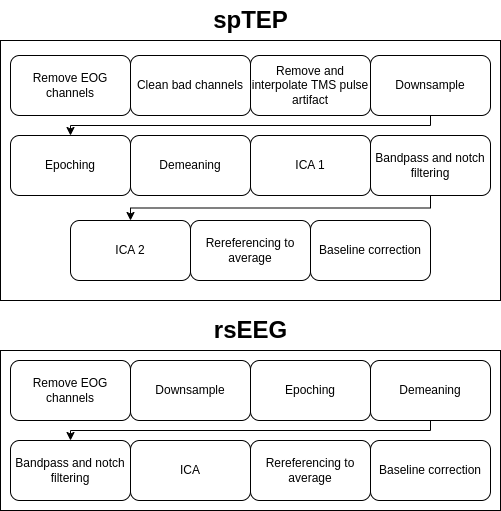 spTEP
Remove EOG
channels
Clean bad channels
Remove and
interpolate TMS pulse
artifact
Downsample
Epoching
Demeaning
ICA 1
Bandpass and notch
filtering
ICA 2
Rereferencing to
average
Baseline correction
rsEEG
Remove EOG
channels
Downsample
Epoching
Demeaning
Bandpass and notch
filtering
ICA
Rereferencing to
average
Baseline correction